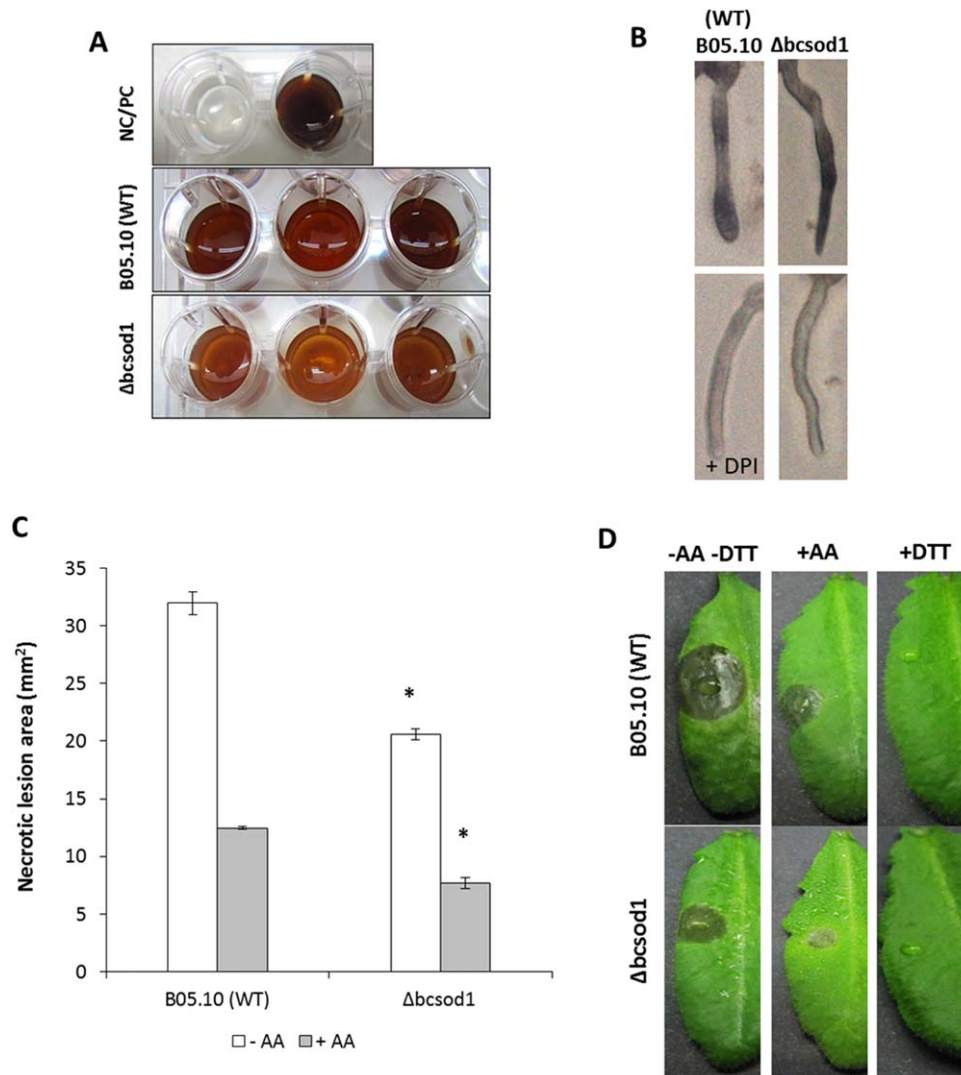 A
NC/PC
B05.10 (WT)
Δbcsod1
B
(WT)
B05.10
Δbcsod1
+ DPI
C
Necrotic lesion area (mm²)
35
30
25
20
15
10
5
0
*
*
B05.10 (WT)
Δbcsod1
- AA
+ AA
D
-AA -DTT
+AA
+DTT
B05.10 (WT)
Δbcsod1